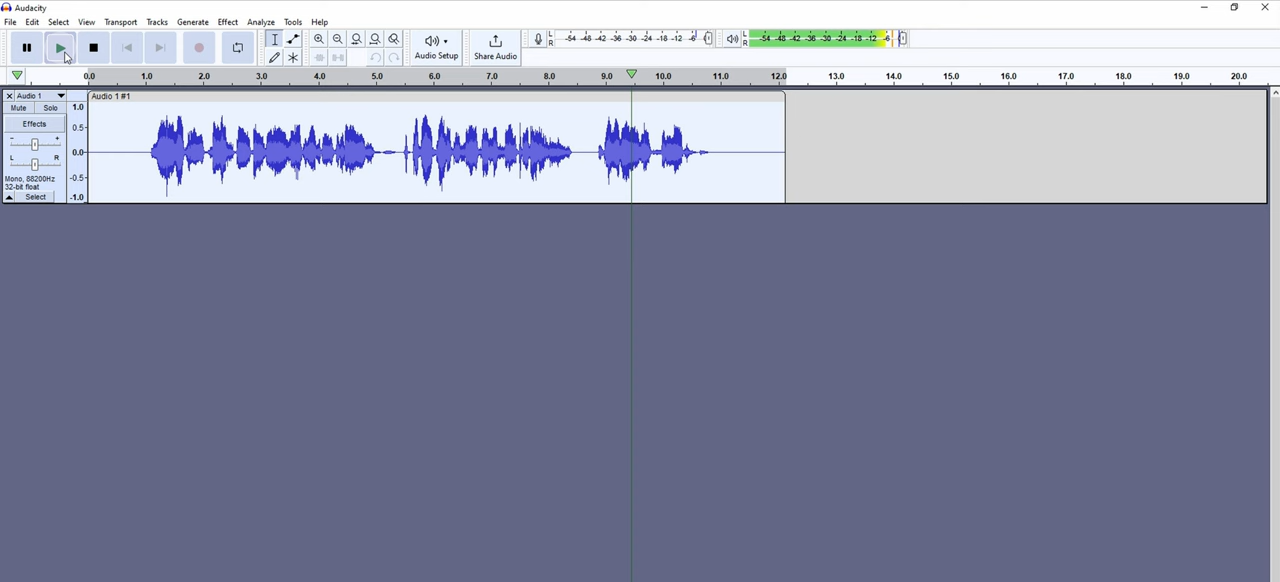 Audacity
File Edit Select View Transport Tracks Generate Effect Analyze Tools Help
Audio Setup
Share Audio
L
R
-54 -48 -42 -36 -30 -24 -18 -12 -6
L
R
-54 -48 -42 -36 -30 -24 -18 -12 -6
0.0 1.0 2.0 3.0 4.0 5.0 6.0 7.0 8.0 9.0 10.0 11.0 12.0 13.0 14.0 15.0 16.0 17.0 18.0 19.0 20.0
Audio 1
Mute Solo
Effects
- +
L R
Mono, 88200Hz
32-bit float
Select
1.0
0.5
0.0
-0.5
-1.0
Audio 1 #1